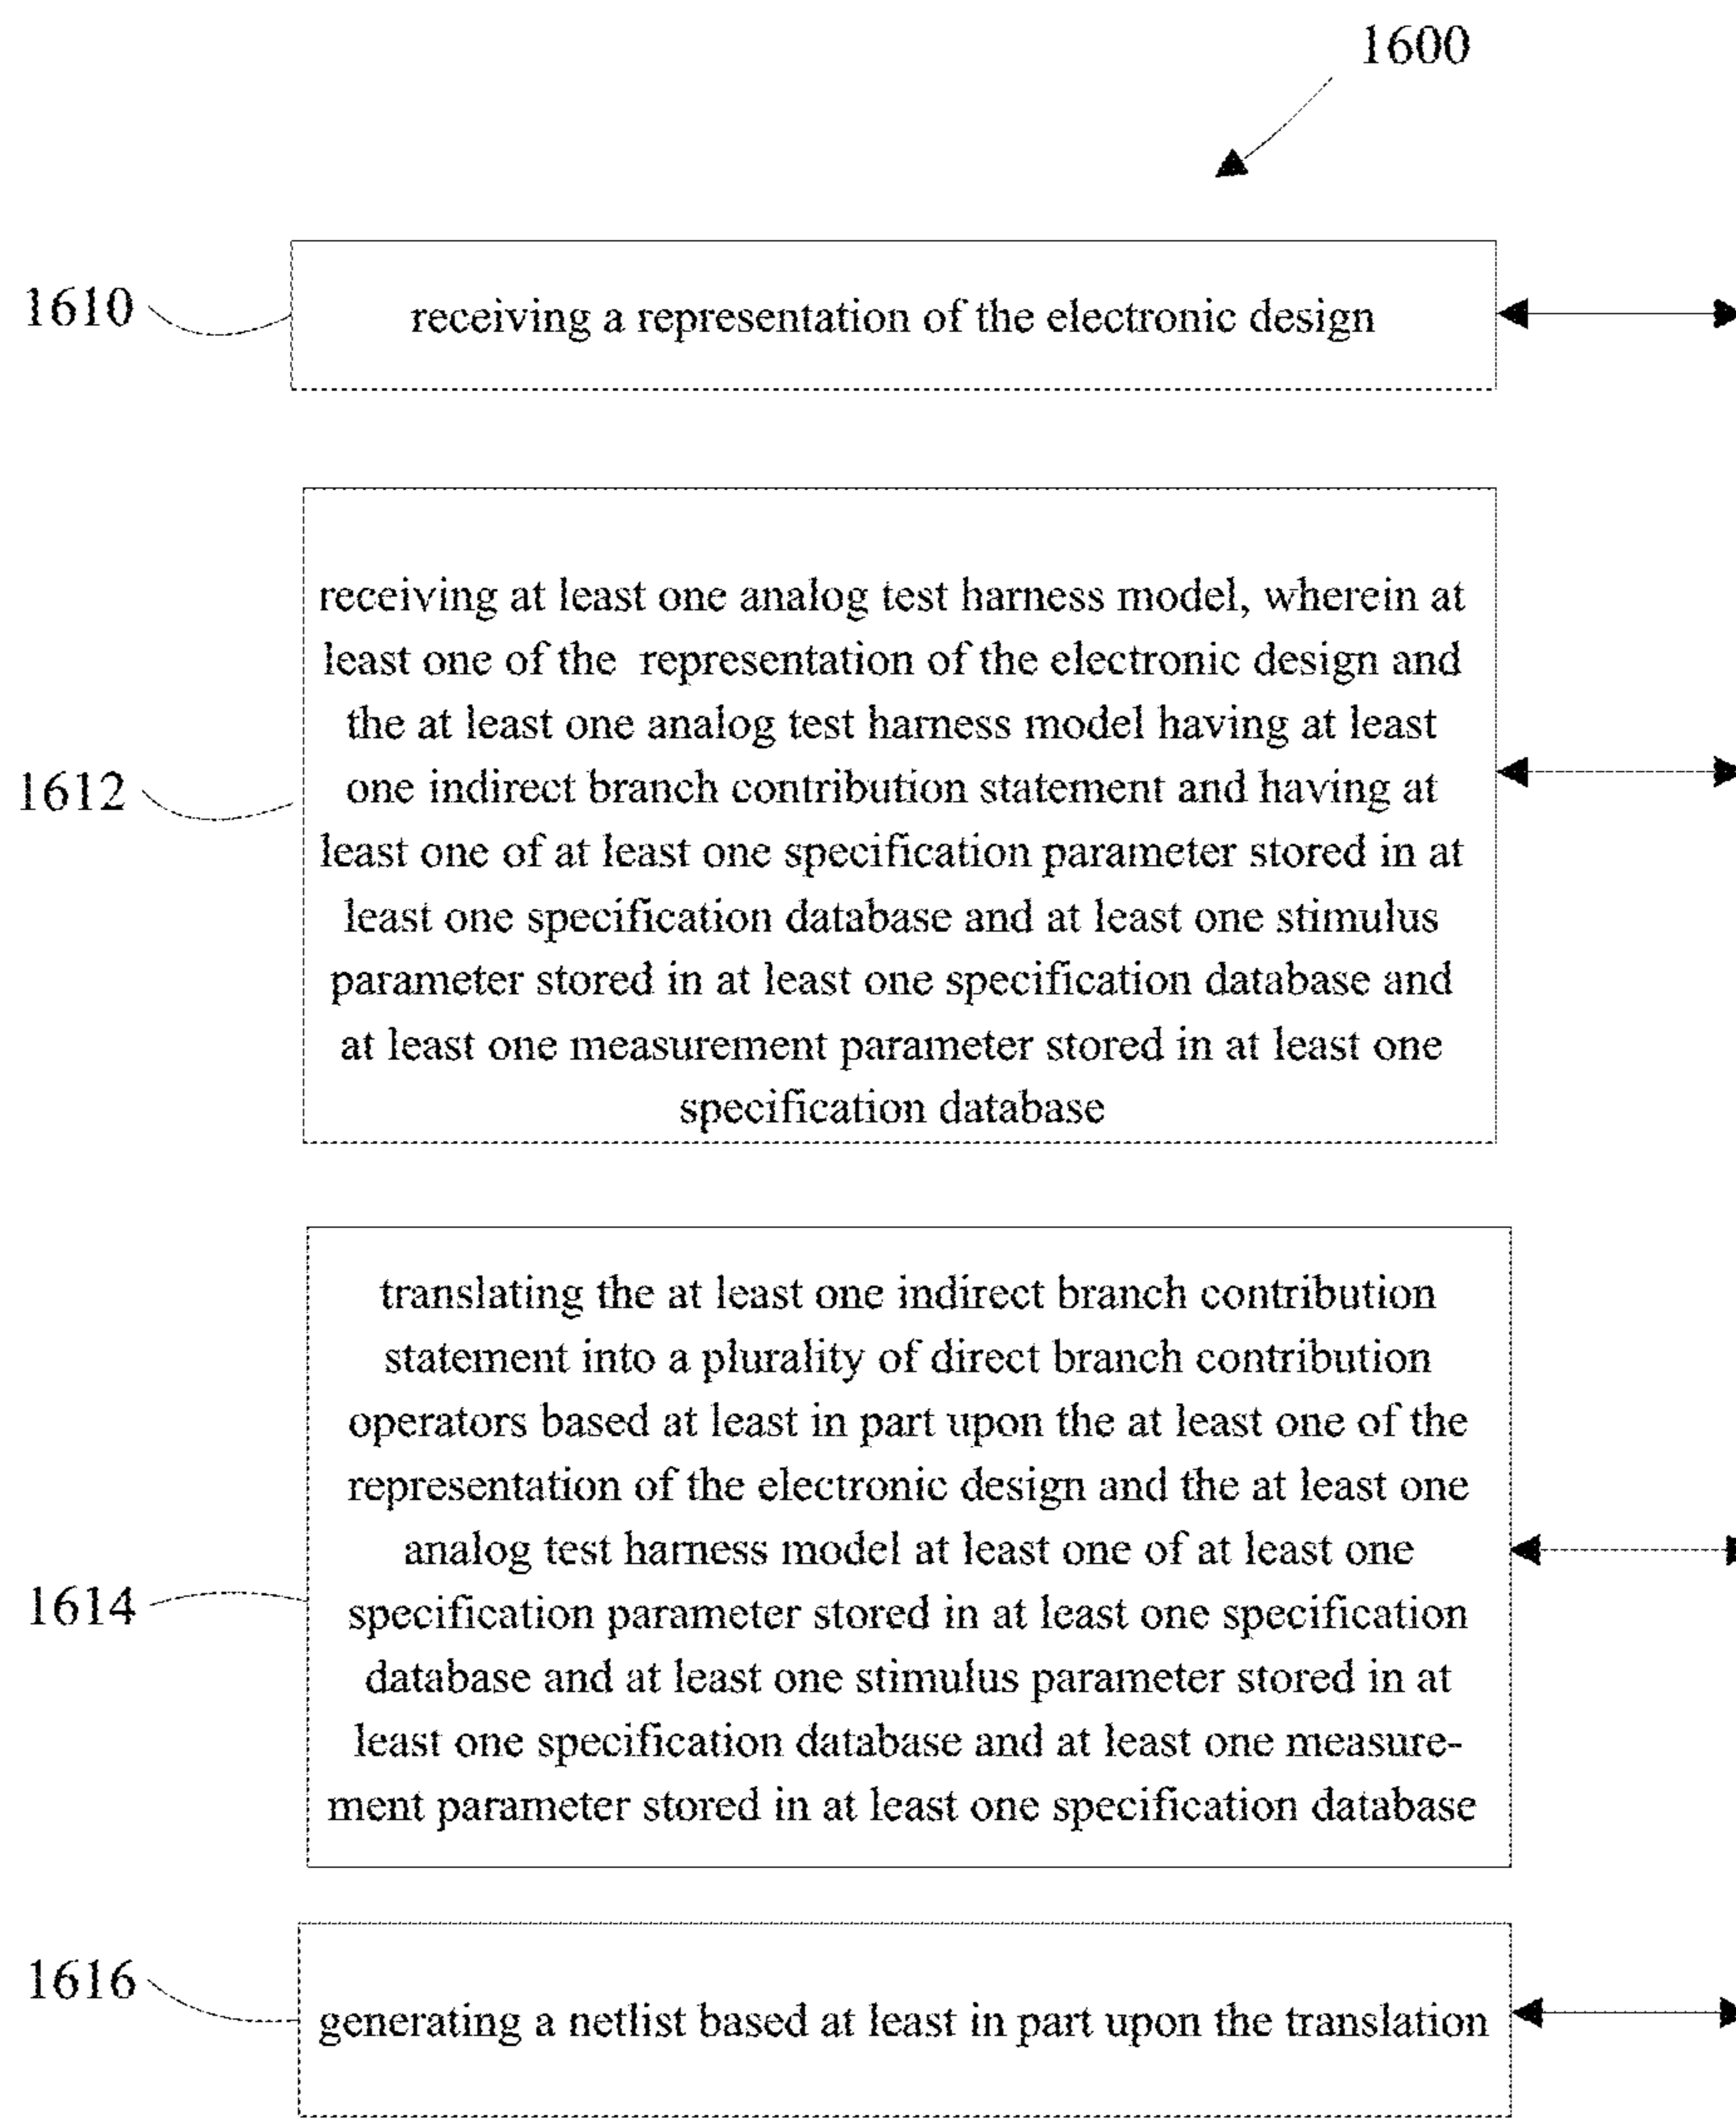 1600
1610
receiving a representation of the electronic design
1612
receiving at least one analog test harness model, wherein at
least one of the representation of the electronic design and
the at least one analog test harness model having at least
one indirect branch contribution statement and having at
least one of at least one specification parameter stored in at
least one specification database and at least one stimulus
parameter stored in at least one specification database and
at least one measurement parameter stored in at least one
specification database
1614
translating the at least one indirect branch contribution
statement into a plurality of direct branch contribution
operators based at least in part upon the at least one of the
representation of the electronic design and the at least one
analog test harness model at least one of at least one
specification parameter stored in at least one specification
database and at least one stimulus parameter stored in at
least one specification database and at least one measure-
ment parameter stored in at least one specification database
1616
generating a netlist based at least in part upon the translation